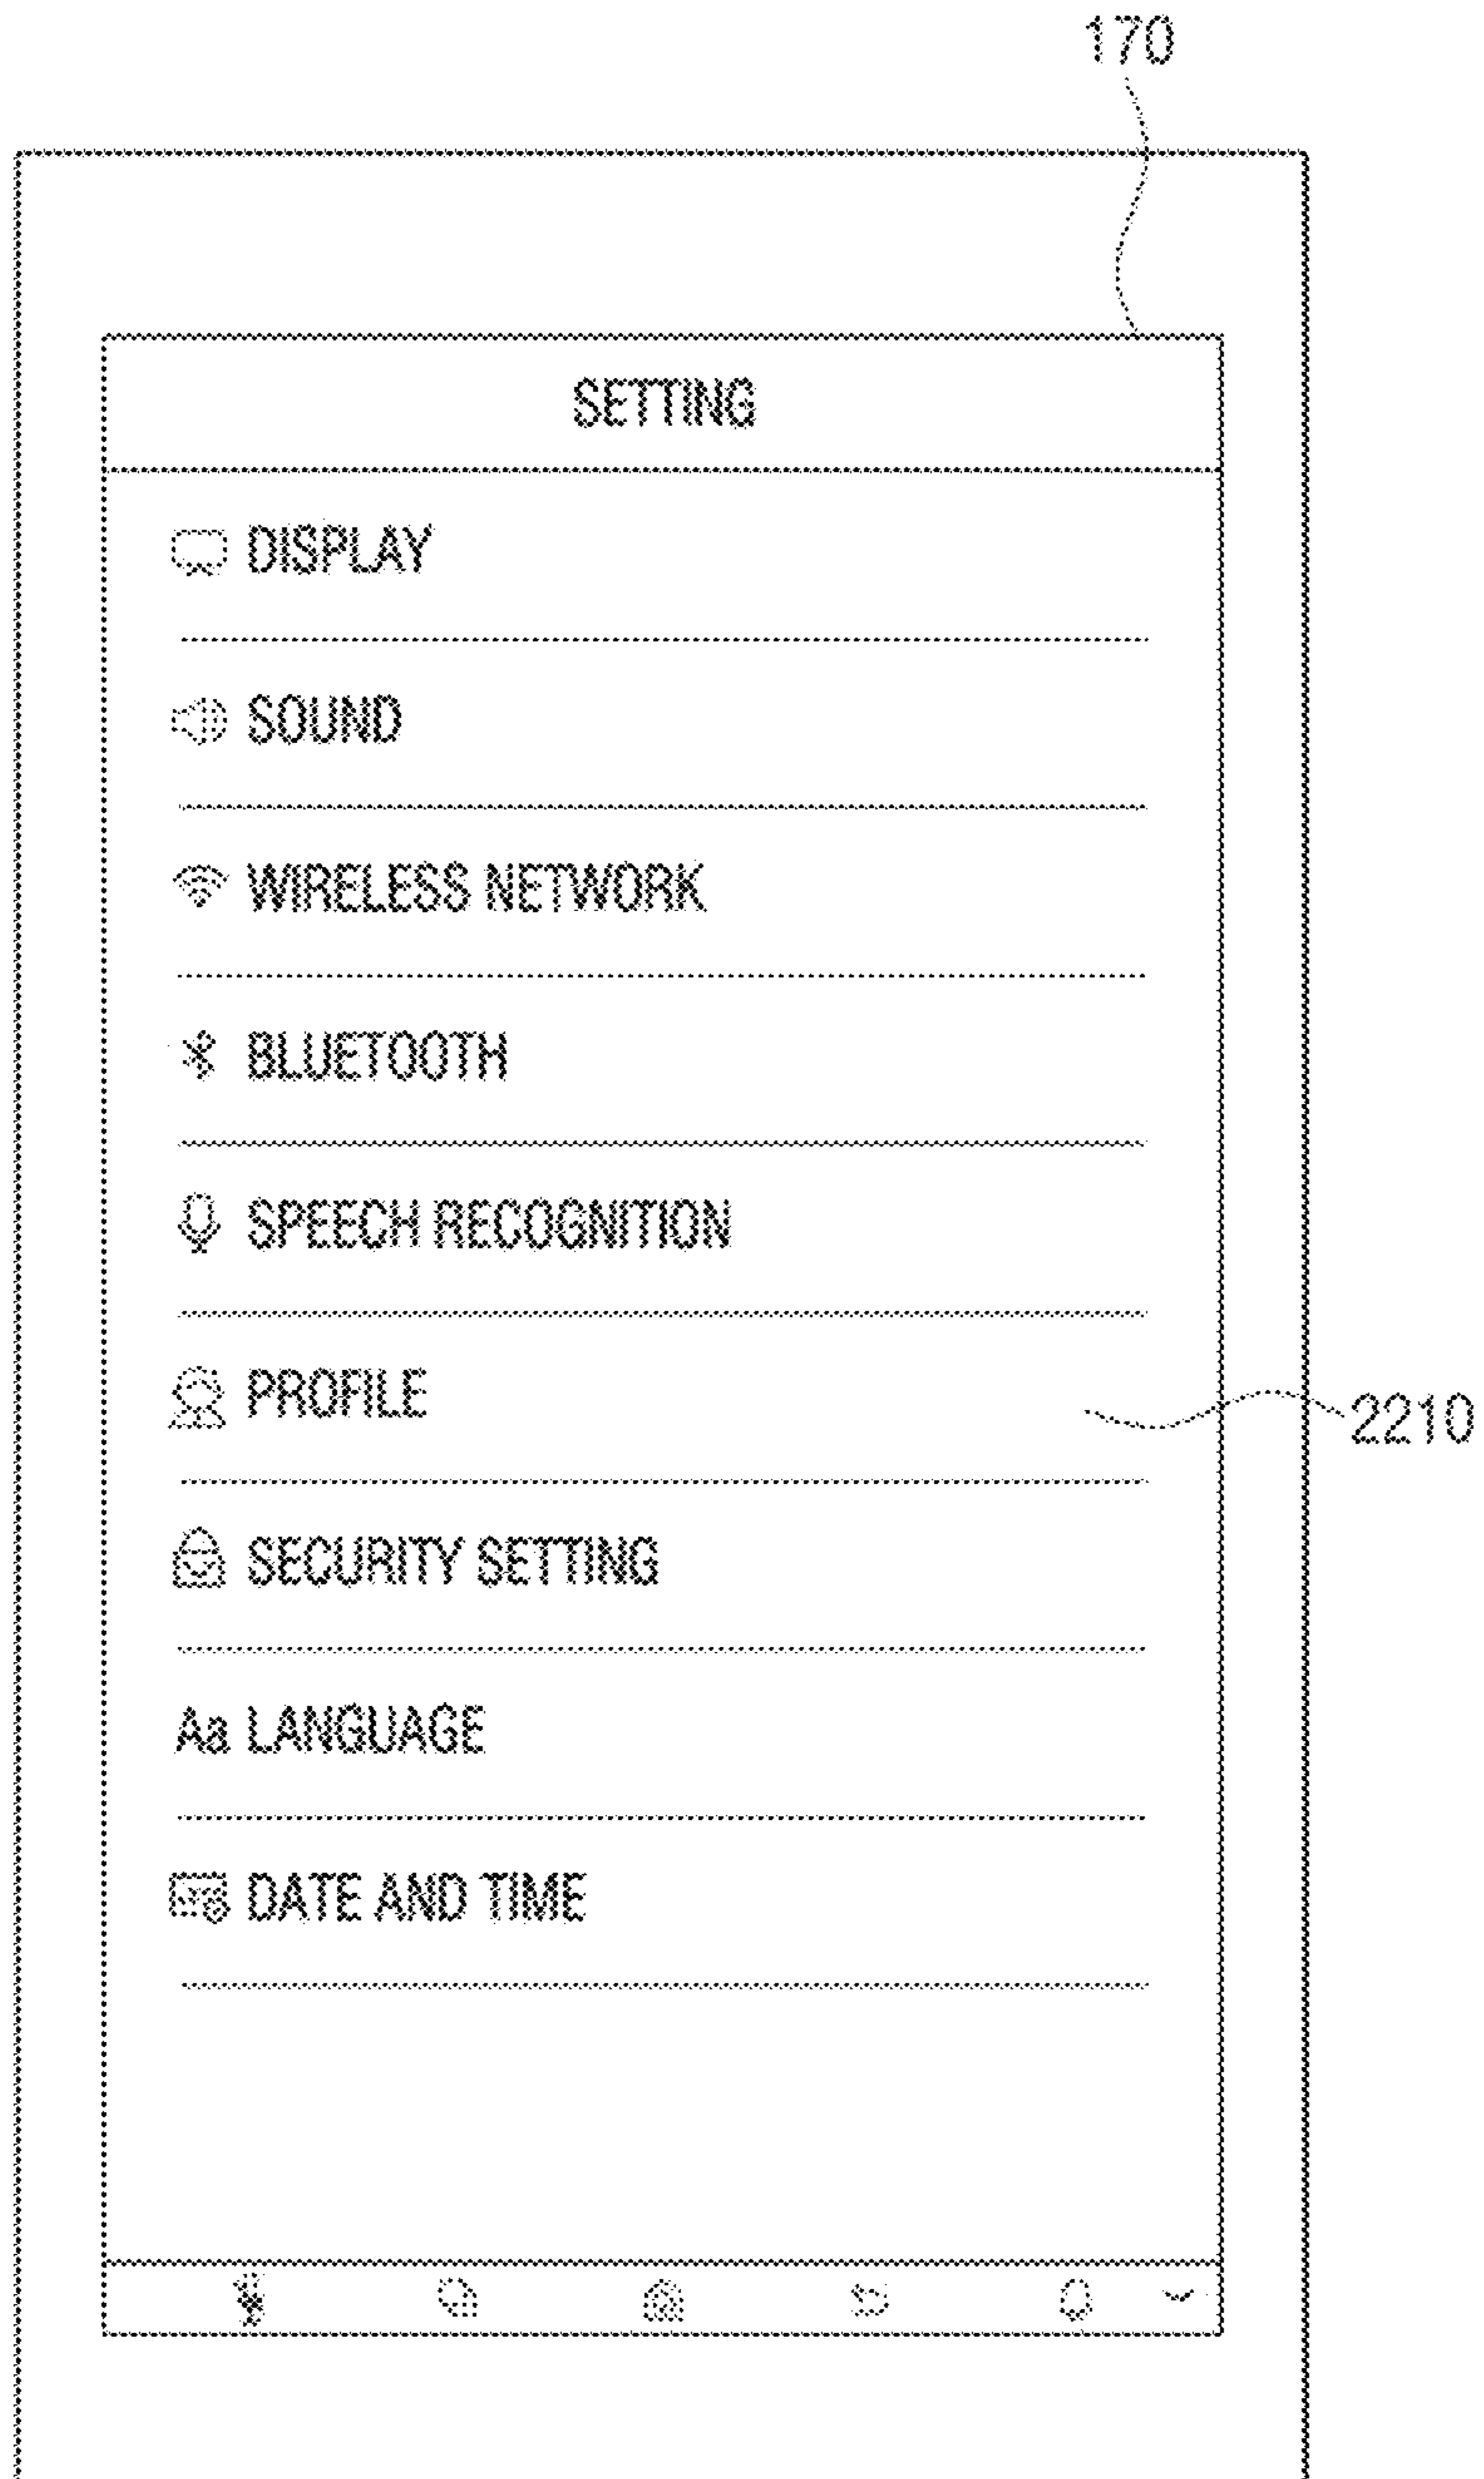 170
SETTING
DISPLAY
SOUND
WIRELESS NETWORK
BLUETOOTH
SPEECH RECOGNITION
PROFILE
2210
SECURITY SETTING
Aa LANGUAGE
DATE AND TIME